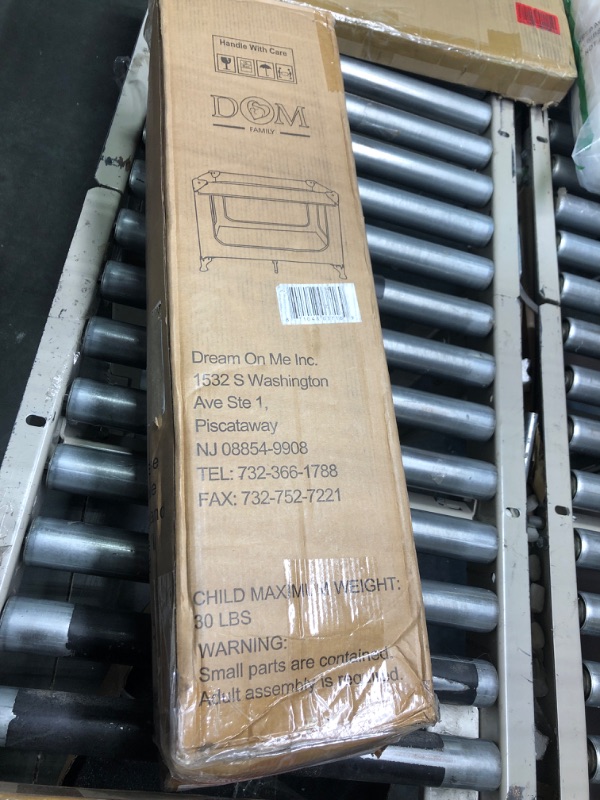 Handle With Care
DOM
FAMILY
Dream On Me Inc.
1532 S Washington
Ave Ste 1,
Piscataway
NJ 08854-9908
TEL: 732-366-1788
FAX: 732-752-7221
CHILD MAXIMUM WEIGHT:
30 LBS
WARNING:
Small parts are contained.
Adult assembly is required.